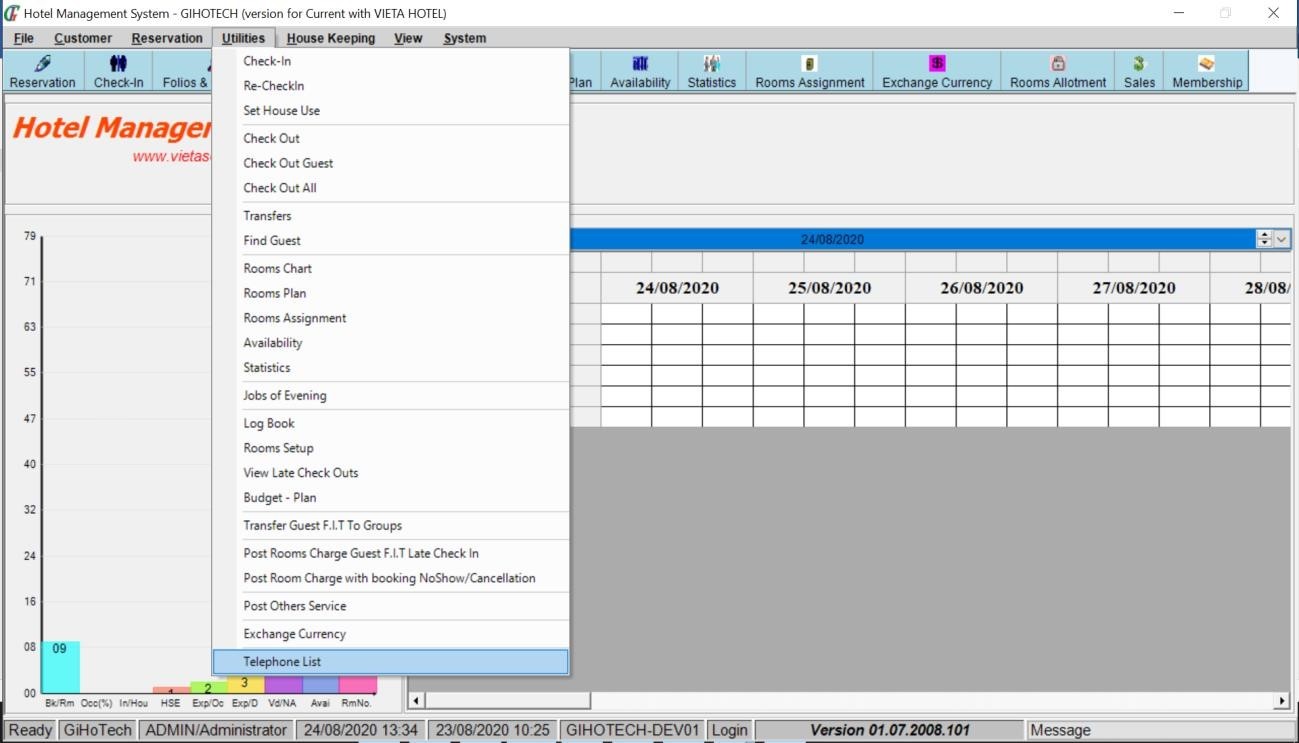 Hotel Management System - GIHOTECH (version for Current with VIETA HOTEL)
File Customer Reservation Utilities House Keeping View System
Reservation Check-In Folios & Plan Availability Statistics Rooms Assignment Exchange Currency Rooms Allotment Sales Membership
Hotel Manager
www.vietas
Check-In
Re-CheckIn
Set House Use
Check Out
Check Out Guest
Check Out All
Transfers
Find Guest
Rooms Chart
Rooms Plan
Rooms Assignment
Availability
Statistics
Jobs of Evening
Log Book
Rooms Setup
View Late Check Outs
Budget - Plan
Transfer Guest F.I.T To Groups
Post Rooms Charge Guest F.I.T Late Check In
Post Room Charge with booking NoShow/Cancellation
Post Others Service
Exchange Currency
Telephone List
24/08/2020
24/08/2020 25/08/2020 26/08/2020 27/08/2020 28/08/
79
71
63
55
47
40
32
24
16
08
00
09
1
2
3
Bk/Rm Occ(%) In/Hou HSE Exp/Oc Exp/D Vd/NA Avai RmNo.
Ready GiHoTech ADMIN/Administrator 24/08/2020 13:34 23/08/2020 10:25 GIHOTECH-DEV01 Login Version 01.07.2008.101 Message